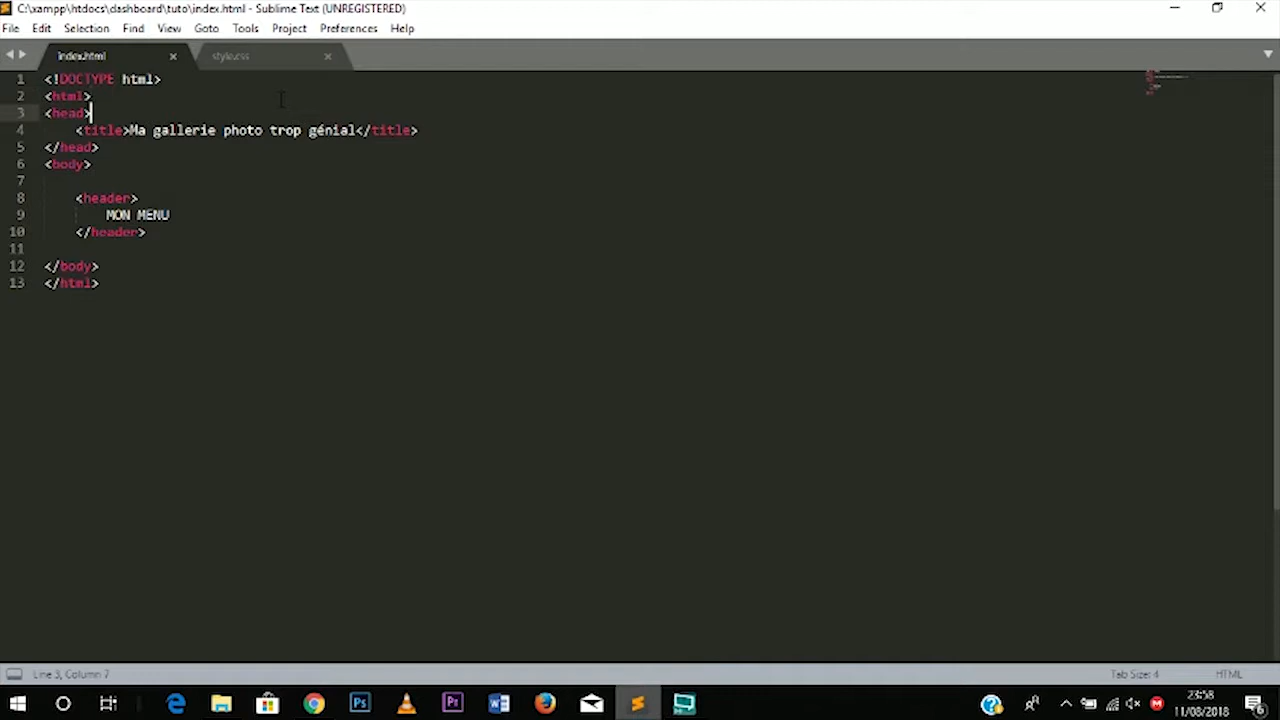 C:\xampp\htdocs\dashboard\tuto\index.html - Sublime Text (UNREGISTERED)
File Edit Selection Find View Goto Tools Project Preferences Help
index.html style.css
1 <!DOCTYPE html>
2 <html>
3 <head>
4 <title>Ma gallerie photo trop génial</title>
5 </head>
6 <body>
7
8 <header>
9 MON MENU
10 </header>
11
12 </body>
13 </html>
Line 3, Column 7 Tab Size: 4 HTML
Ps Pr
23:58
11/08/2018
6